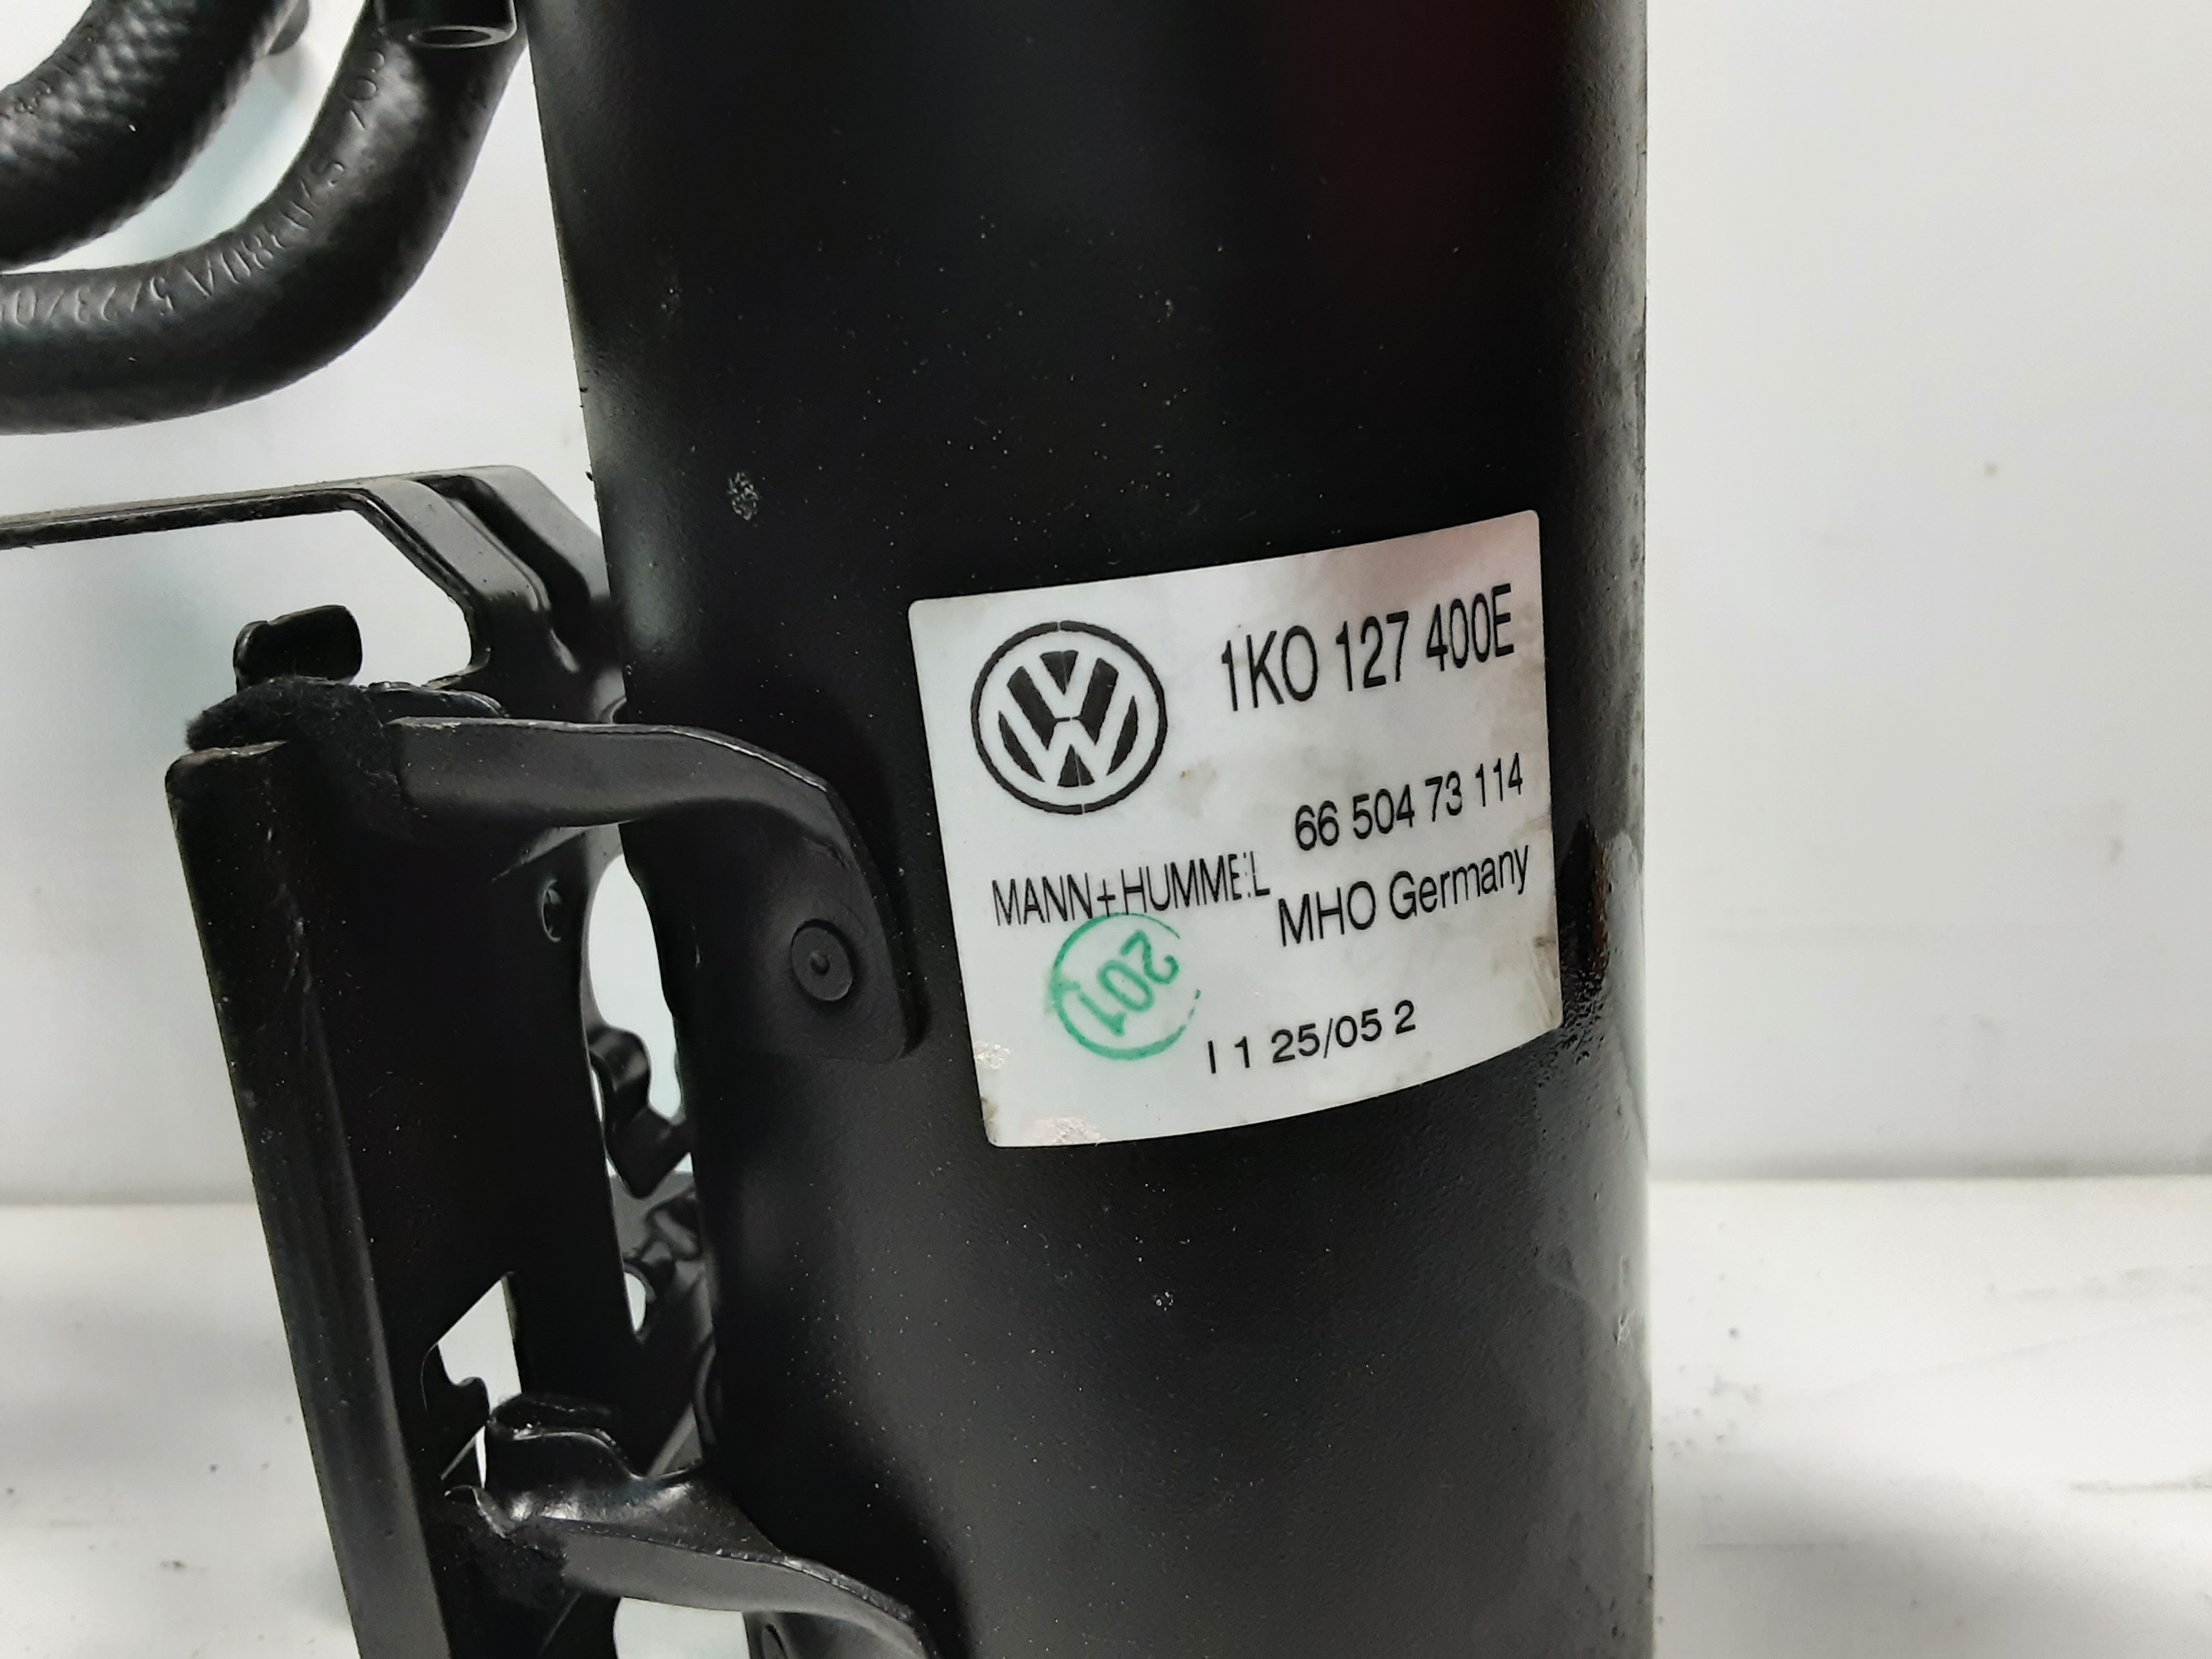 1K0 127 400E
66 504 73 114
MANN+HUMMEL
MHO Germany
201
I 1 25/05 2